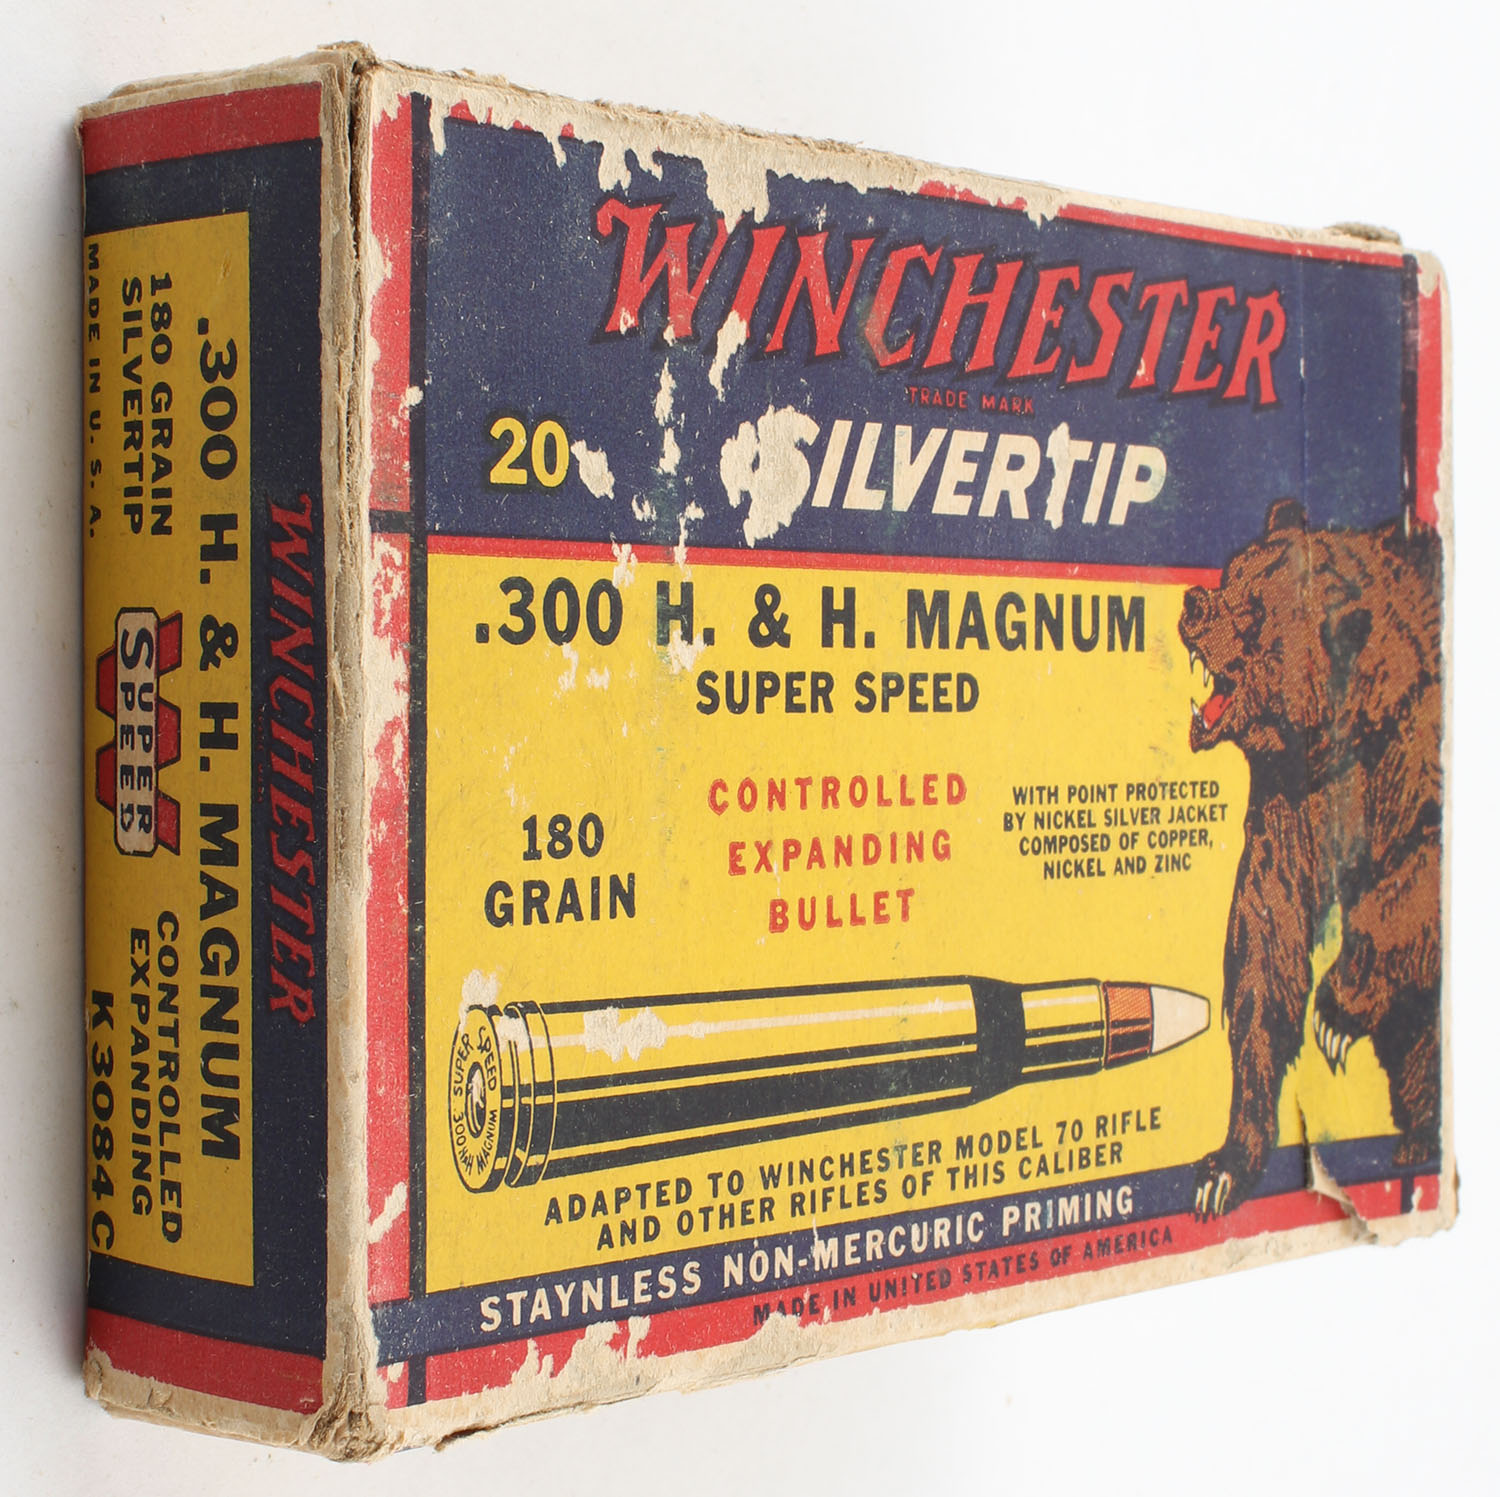 WINCHESTER
TRADE MARK
20 SILVERTIP
.300 H. & H. MAGNUM
SUPER SPEED
180
GRAIN
CONTROLLED
EXPANDING
BULLET
WITH POINT PROTECTED
BY NICKEL SILVER JACKET
COMPOSED OF COPPER,
NICKEL AND ZINC
SUPER SPEED
300 H&H MAGNUM
ADAPTED TO WINCHESTER MODEL 70 RIFLE
AND OTHER RIFLES OF THIS CALIBER
STAYNLESS NON-MERCURIC PRIMING
MADE IN UNITED STATES OF AMERICA
WINCHESTER
.300 H. & H. MAGNUM
180 GRAIN
SILVERTIP
MADE IN U. S. A.
W
SUPER
SPEED
CONTROLLED
EXPANDING
K 3084 C